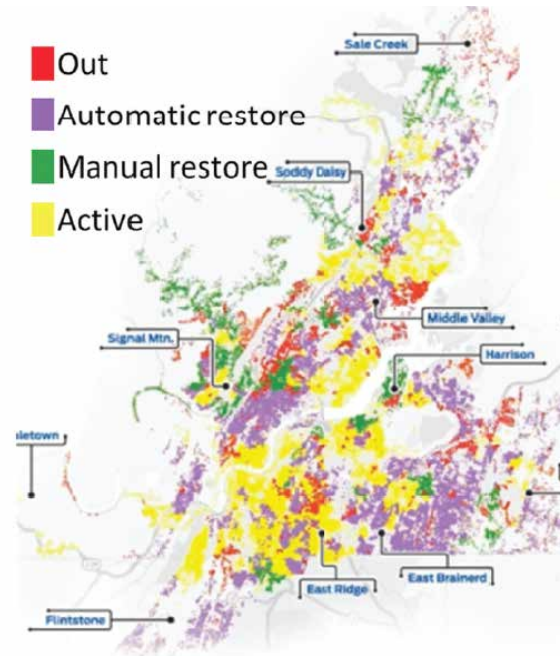 Sale Creek
Out
Automatic restore
Manual restore
Soddy Daisy
Active
Middle Valley
Signal Mtn.
Harrison
letown
East Ridge
East Brainerd
Flintstone